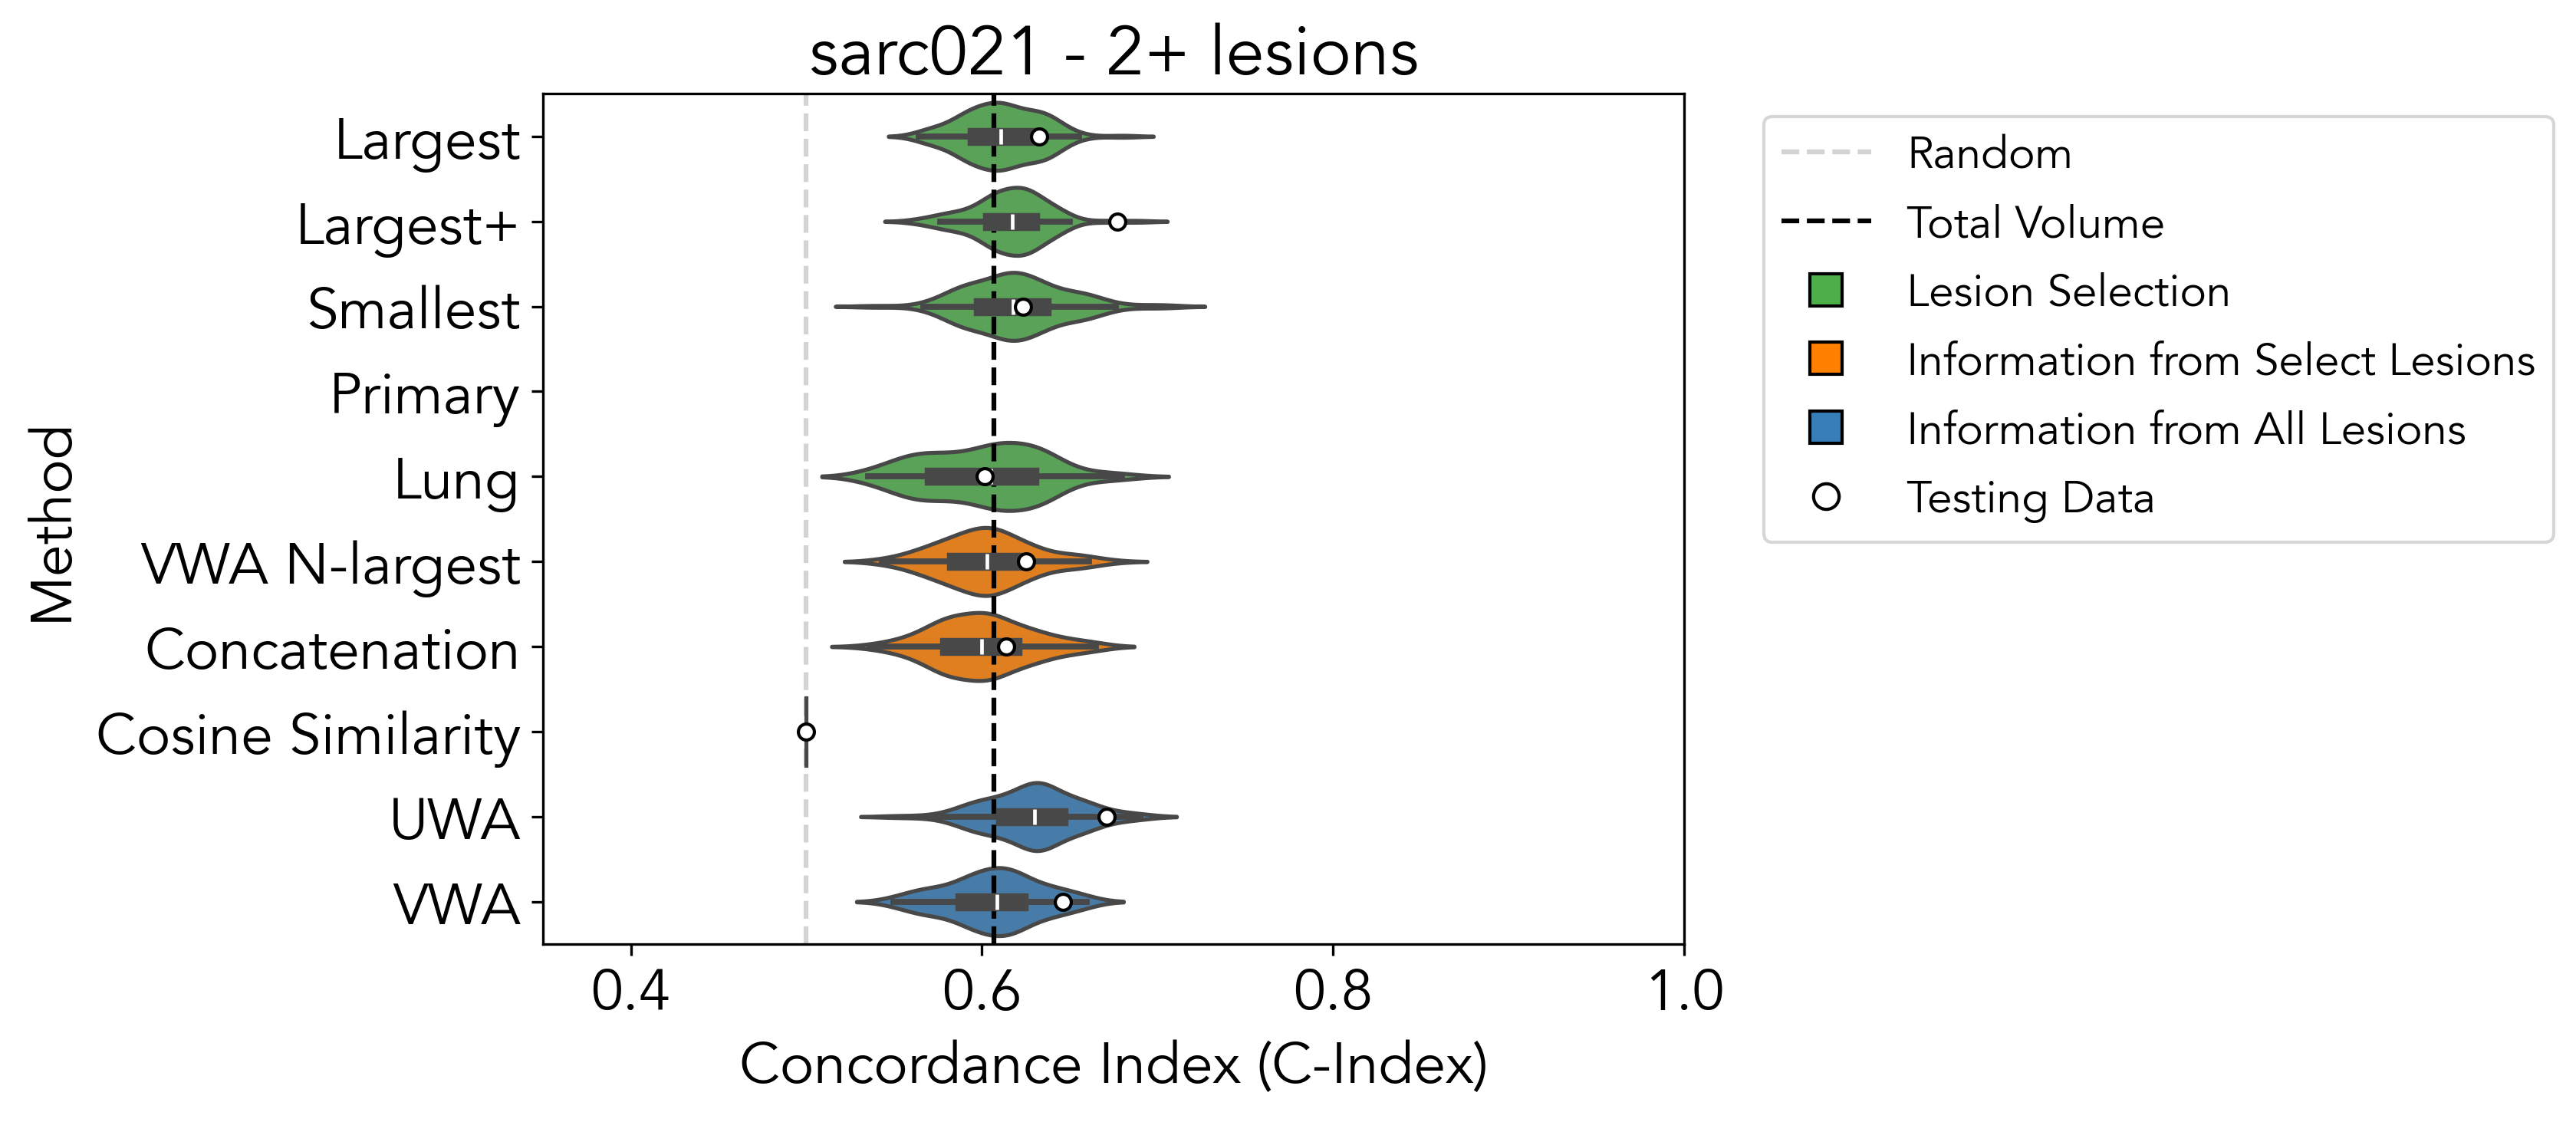 sarc021 - 2+ lesions
Largest
Largest+
Smallest
Primary
Lung
VWA N-largest
Concatenation
Cosine Similarity
UWA
VWA
Method
0.4
0.6
0.8
1.0
Concordance Index (C-Index)
Random
Total Volume
Lesion Selection
Information from Select Lesions
Information from All Lesions
Testing Data